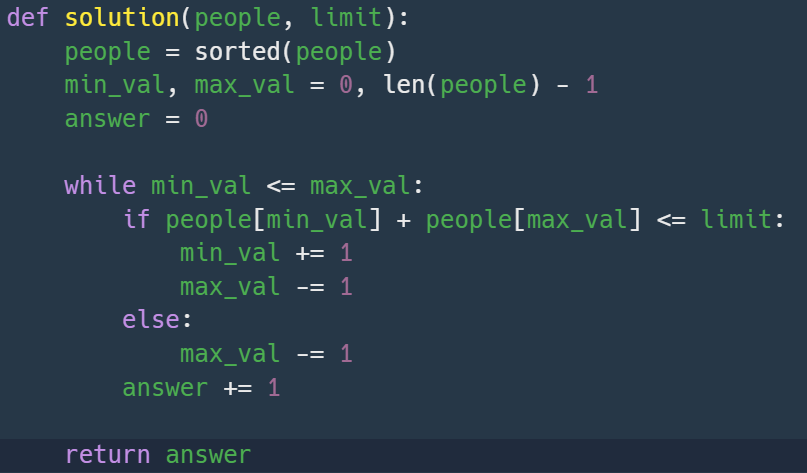 def solution(people, limit):
    people = sorted(people)
    min_val, max_val = 0, len(people) - 1
    answer = 0

    while min_val <= max_val:
        if people[min_val] + people[max_val] <= limit:
            min_val += 1
            max_val -= 1
        else:
            max_val -= 1
        answer += 1

    return answer